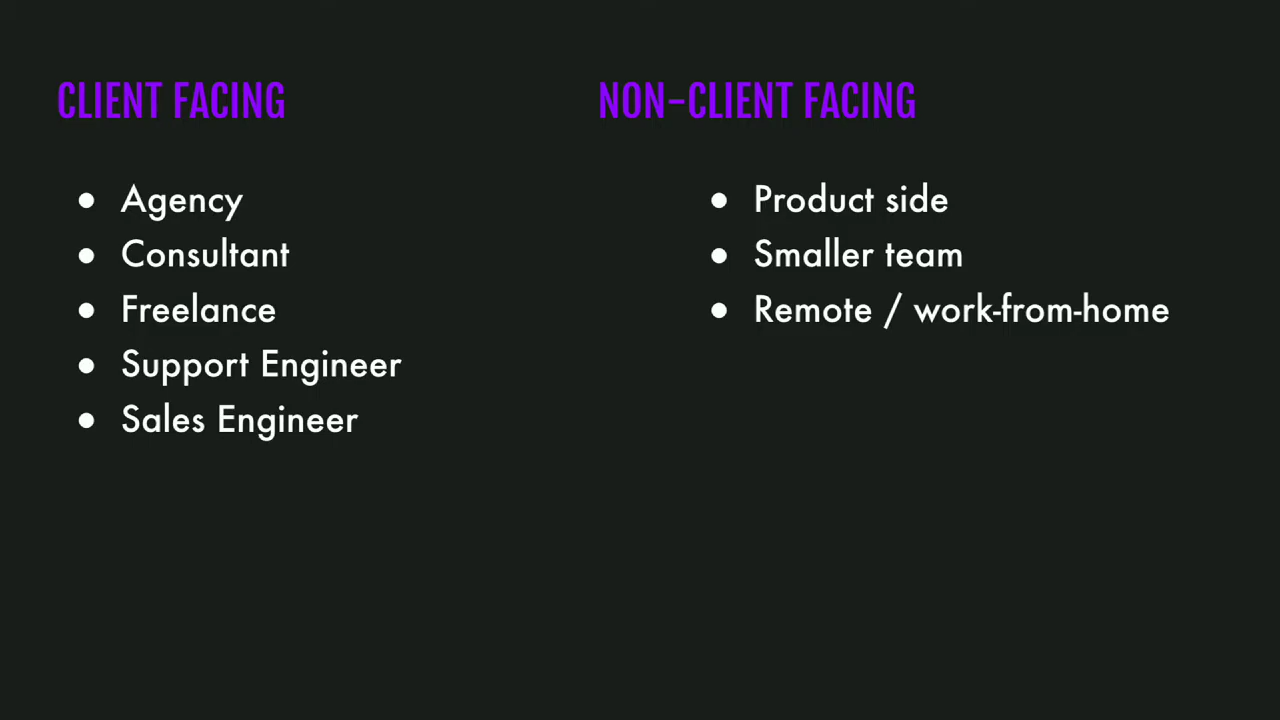 CLIENT FACING
• Agency
• Consultant
• Freelance
• Support Engineer
• Sales Engineer
NON-CLIENT FACING
• Product side
• Smaller team
• Remote / work-from-home